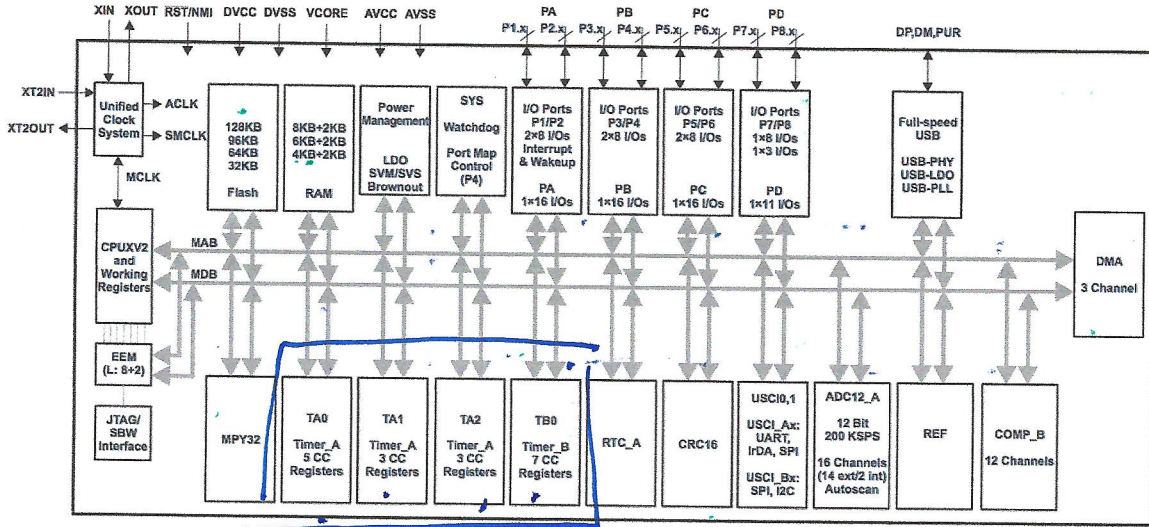 XIN XOUT RST/NMI DVCC DVSS VCORE AVCC AVSS
PA PB PC PD
P1.x P2.x P3.x P4.x P5.x P6.x P7.x P8.x
DP,DM,PUR
XT2IN
XT2OUT
Unified
Clock
System
ACLK
SMCLK
MCLK
128KB
96KB
64KB
32KB
Flash
8KB+2KB
6KB+2KB
4KB+2KB
RAM
Power
Management
LDO
SVM/SVS
Brownout
SYS
Watchdog
Port Map
Control
(P4)
I/O Ports
P1/P2
2×8 I/Os
Interrupt
& Wakeup
PA
1×16 I/Os
I/O Ports
P3/P4
2×8 I/Os
PB
1×16 I/Os
I/O Ports
P5/P6
2×8 I/Os
PC
1×16 I/Os
I/O Ports
P7/P8
1×8 I/Os
1×3 I/Os
PD
1×11 I/Os
Full-speed
USB
USB-PHY
USB-LDO
USB-PLL
CPUXV2
and
Working
Registers
MAB
MDB
DMA
3 Channel
EEM
(L: 8+2)
JTAG/
SBW
Interface
MPY32
TA0
Timer_A
5 CC
Registers
TA1
Timer_A
3 CC
Registers
TA2
Timer_A
3 CC
Registers
TB0
Timer_B
7 CC
Registers
RTC_A
CRC16
USCI0,1
USCI_Ax:
UART,
IrDA, SPI
USCI_Bx:
SPI, I2C
ADC12_A
12 Bit
200 KSPS
16 Channels
(14 ext/2 int)
Autoscan
REF
COMP_B
12 Channels